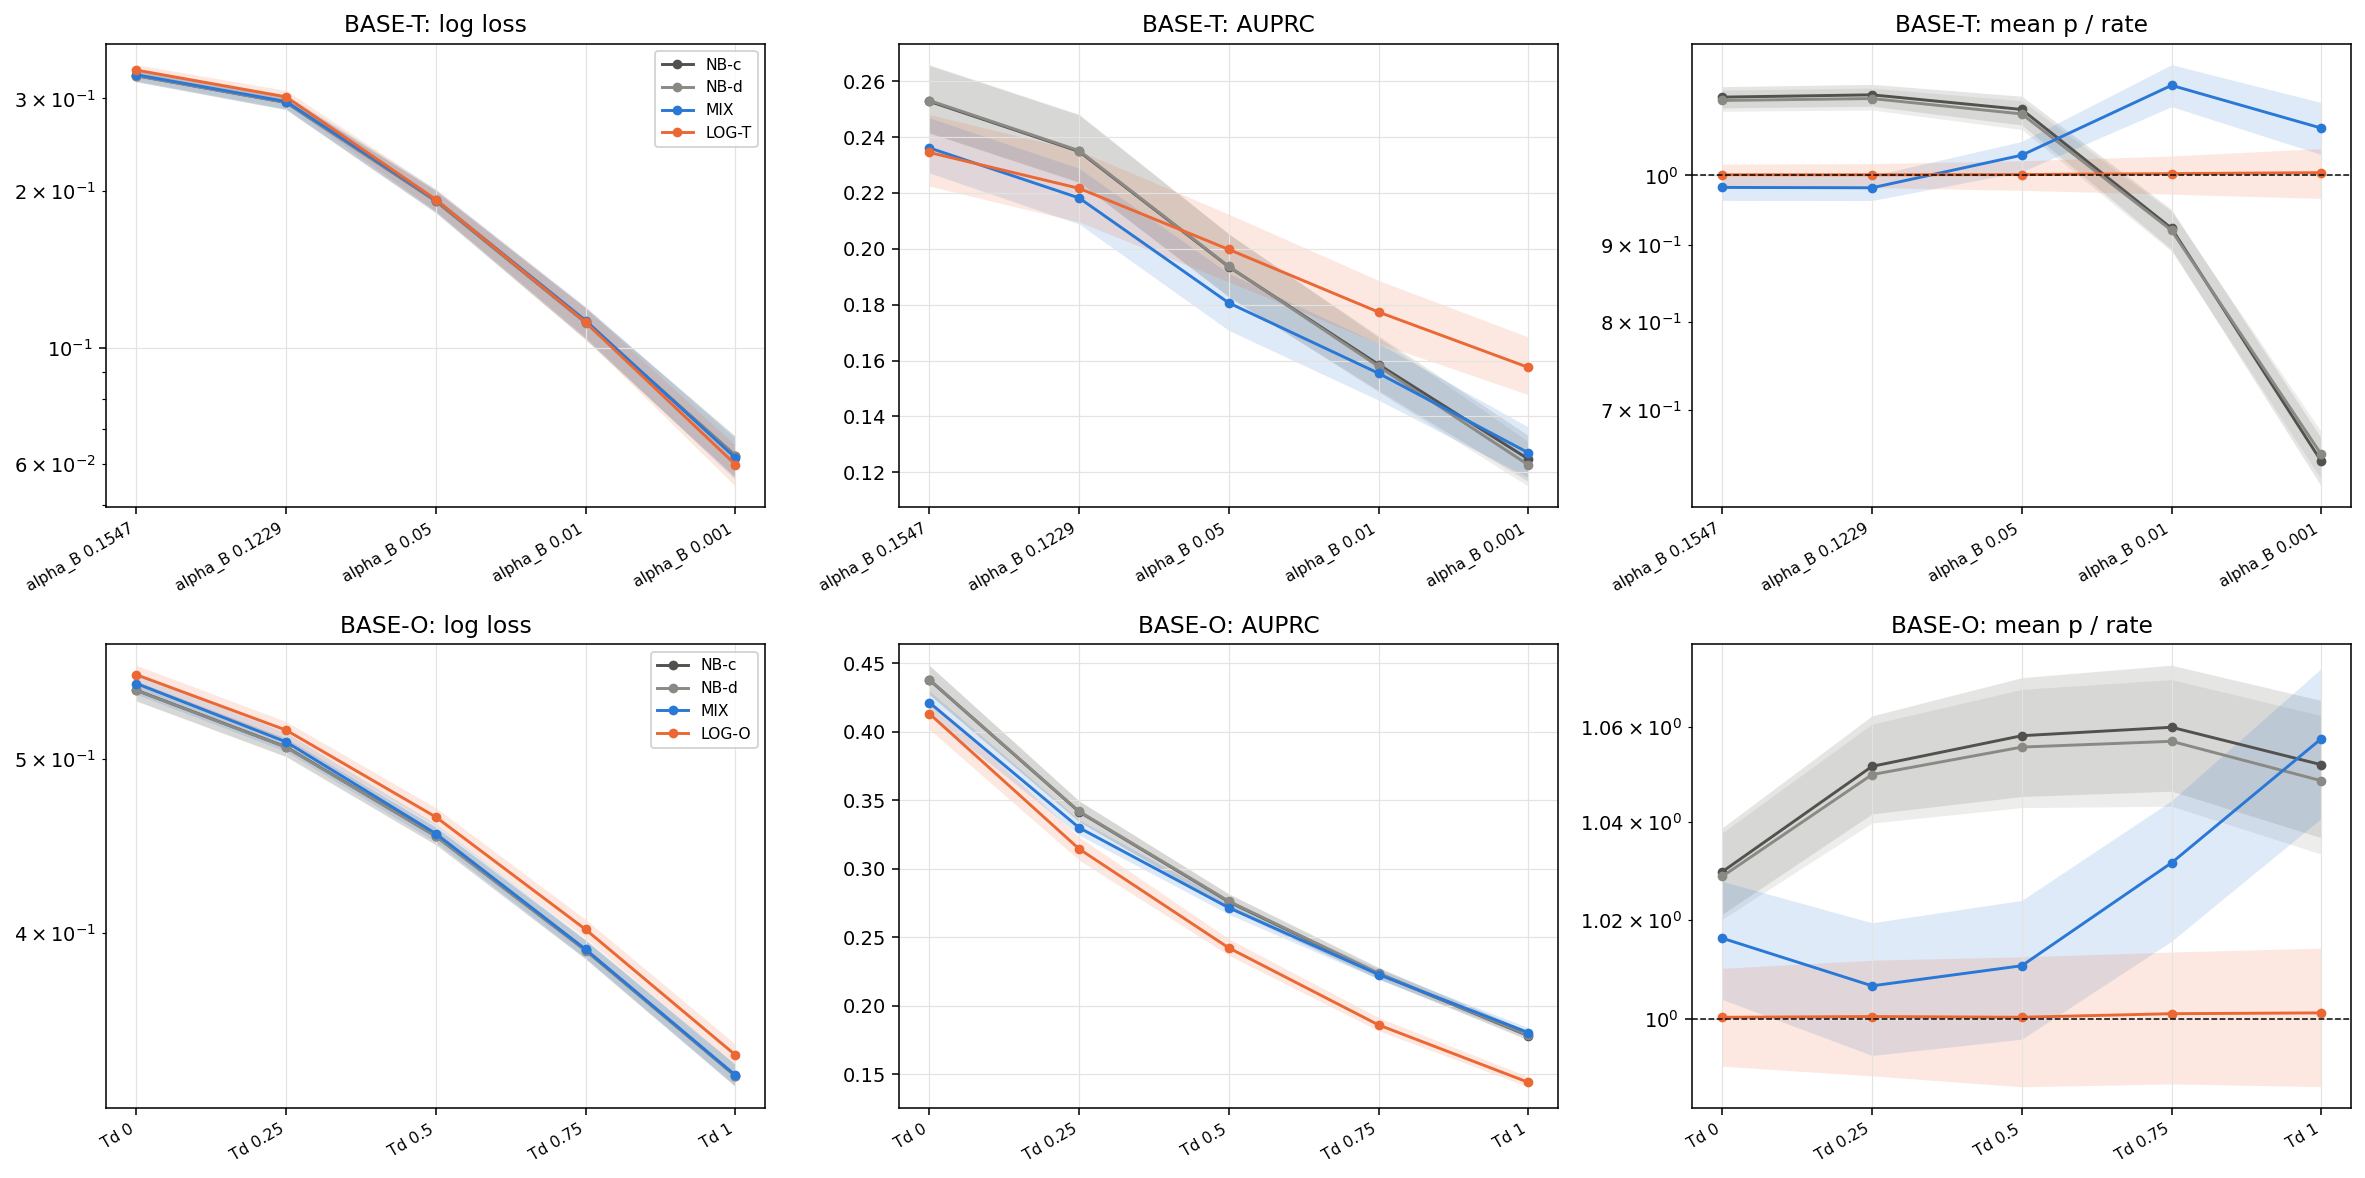 BASE-T: log loss
BASE-T: AUPRC
BASE-T: mean p / rate
3 × 10⁻¹
2 × 10⁻¹
10⁻¹
6 × 10⁻²
NB-c
NB-d
MIX
LOG-T
alpha_B 0.1547
alpha_B 0.1229
alpha_B 0.05
alpha_B 0.01
alpha_B 0.001
0.26
0.24
0.22
0.20
0.18
0.16
0.14
0.12
alpha_B 0.1547
alpha_B 0.1229
alpha_B 0.05
alpha_B 0.01
alpha_B 0.001
10⁰
9 × 10⁻¹
8 × 10⁻¹
7 × 10⁻¹
alpha_B 0.1547
alpha_B 0.1229
alpha_B 0.05
alpha_B 0.01
alpha_B 0.001
BASE-O: log loss
BASE-O: AUPRC
BASE-O: mean p / rate
5 × 10⁻¹
4 × 10⁻¹
NB-c
NB-d
MIX
LOG-O
Td 0
Td 0.25
Td 0.5
Td 0.75
Td 1
0.45
0.40
0.35
0.30
0.25
0.20
0.15
Td 0
Td 0.25
Td 0.5
Td 0.75
Td 1
1.06 × 10⁰
1.04 × 10⁰
1.02 × 10⁰
10⁰
Td 0
Td 0.25
Td 0.5
Td 0.75
Td 1